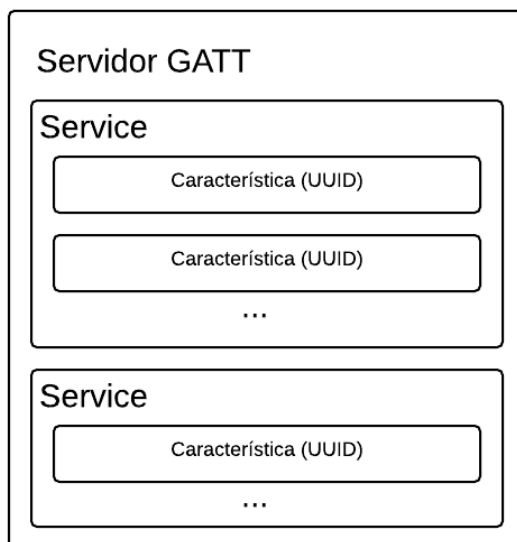 Servidor GATT
Service
Característica (UUID)
Característica (UUID)
...
Service
Característica (UUID)
...